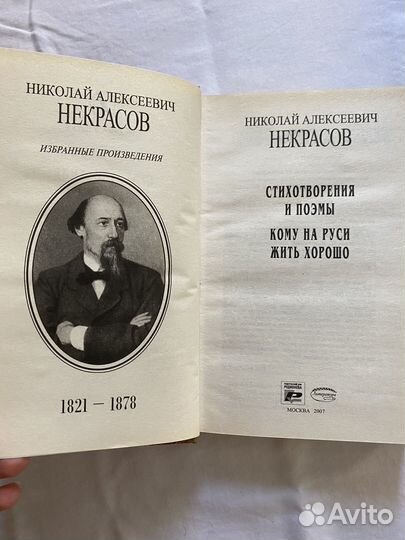 НИКОЛАЙ АЛЕКСЕЕВИЧ
НЕКРАСОВ
ИЗБРАННЫЕ ПРОИЗВЕДЕНИЯ
1821 – 1878
НИКОЛАЙ АЛЕКСЕЕВИЧ
НЕКРАСОВ
СТИХОТВОРЕНИЯ
И ПОЭМЫ
КОМУ НА РУСИ
ЖИТЬ ХОРОШО
Литература
МОСКВА 2007
Avito